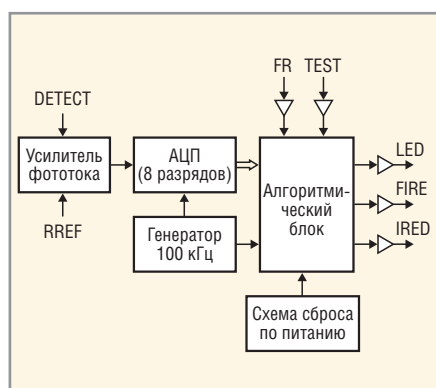 FR TEST
DETECT
Усилитель
фототока
АЦП
(8 разрядов)
Алгоритми-
ческий
блок
LED
FIRE
IRED
RREF
Генератор
100 кГц
Схема сброса
по питанию